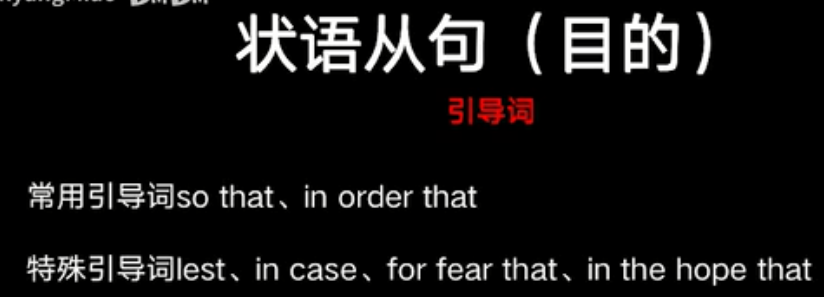 状语从句（目的）
引导词
常用引导词so that、in order that
特殊引导词lest、in case、for fear that、in the hope that